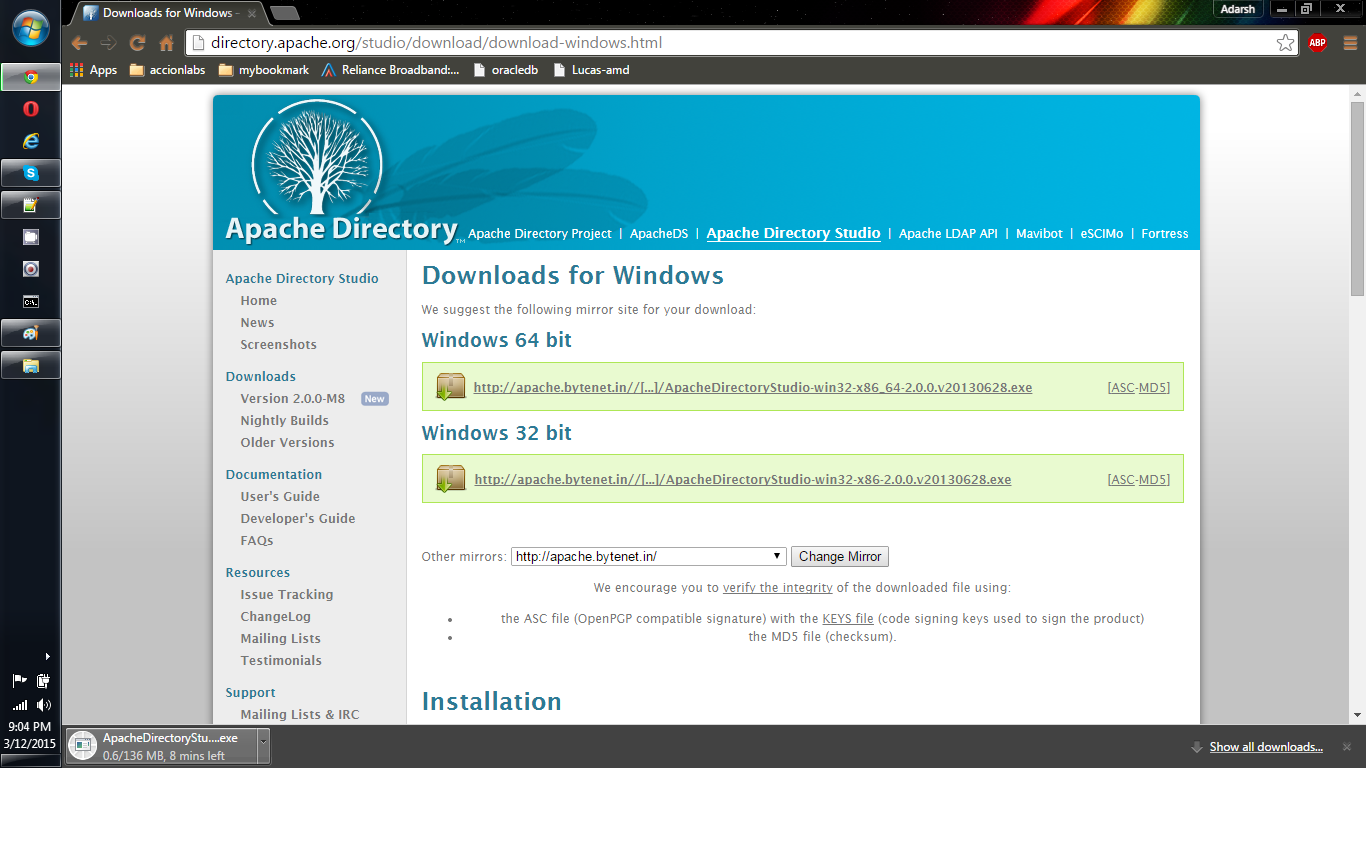 Downloads for Windows -
Adarsh
directory.apache.org/studio/download/download-windows.html
ABP
Apps accionlabs mybookmark Reliance Broadband:... oracledb Lucas-amd
Apache Directory™
Apache Directory Project | ApacheDS | Apache Directory Studio | Apache LDAP API | Mavibot | eSCIMo | Fortress
Apache Directory Studio
Home
News
Screenshots
Downloads
Version 2.0.0-M8 New
Nightly Builds
Older Versions
Documentation
User's Guide
Developer's Guide
FAQs
Resources
Issue Tracking
ChangeLog
Mailing Lists
Testimonials
Support
Mailing Lists & IRC
Downloads for Windows
We suggest the following mirror site for your download:
Windows 64 bit
http://apache.bytenet.in//[...]/ApacheDirectoryStudio-win32-x86_64-2.0.0.v20130628.exe [ASC-MD5]
Windows 32 bit
http://apache.bytenet.in//[...]/ApacheDirectoryStudio-win32-x86-2.0.0.v20130628.exe [ASC-MD5]
Other mirrors: http://apache.bytenet.in/ Change Mirror
We encourage you to verify the integrity of the downloaded file using:
• the ASC file (OpenPGP compatible signature) with the KEYS file (code signing keys used to sign the product)
• the MD5 file (checksum).
Installation
9:04 PM
3/12/2015
ApacheDirectoryStu....exe
0.6/136 MB, 8 mins left
Show all downloads...